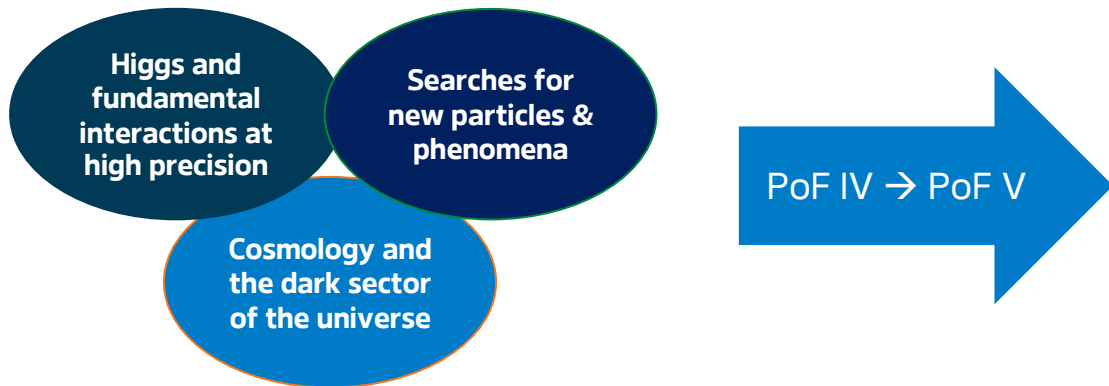 Higgs and
fundamental
interactions at
high precision
Searches for
new particles &
phenomena
Cosmology and
the dark sector
of the universe
PoF IV → PoF V